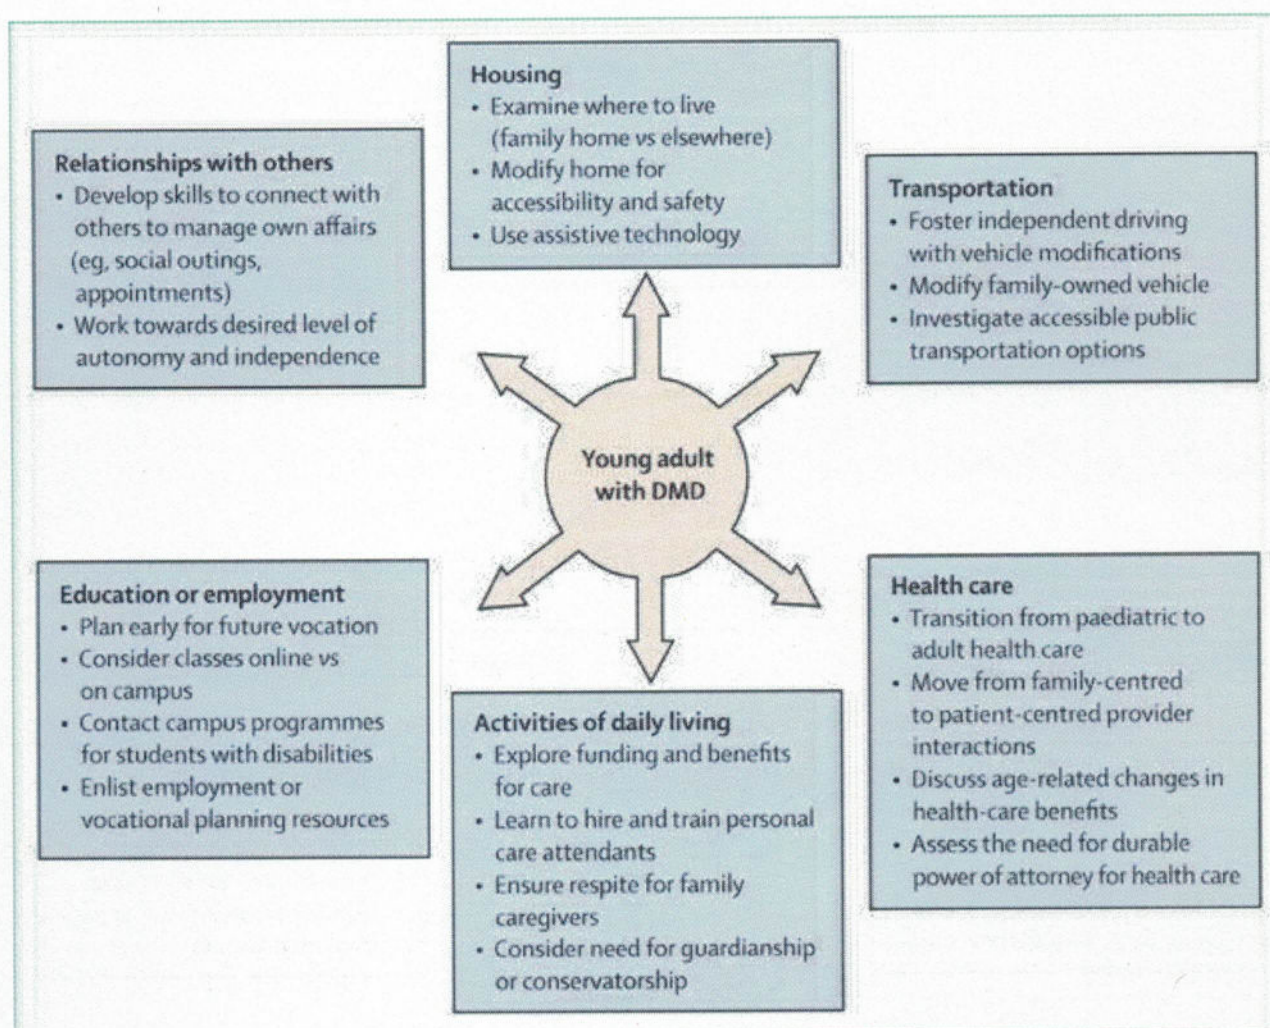 Housing
• Examine where to live
(family home vs elsewhere)
• Modify home for
accessibility and safety
• Use assistive technology
Relationships with others
• Develop skills to connect with
others to manage own affairs
(eg, social outings,
appointments)
• Work towards desired level of
autonomy and independence
Transportation
• Foster independent driving
with vehicle modifications
• Modify family-owned vehicle
• Investigate accessible public
transportation options
Young adult
with DMD
Education or employment
• Plan early for future vocation
• Consider classes online vs
on campus
• Contact campus programmes
for students with disabilities
• Enlist employment or
vocational planning resources
Activities of daily living
• Explore funding and benefits
for care
• Learn to hire and train personal
care attendants
• Ensure respite for family
caregivers
• Consider need for guardianship
or conservatorship
Health care
• Transition from paediatric to
adult health care
• Move from family-centred
to patient-centred provider
interactions
• Discuss age-related changes in
health-care benefits
• Assess the need for durable
power of attorney for health care